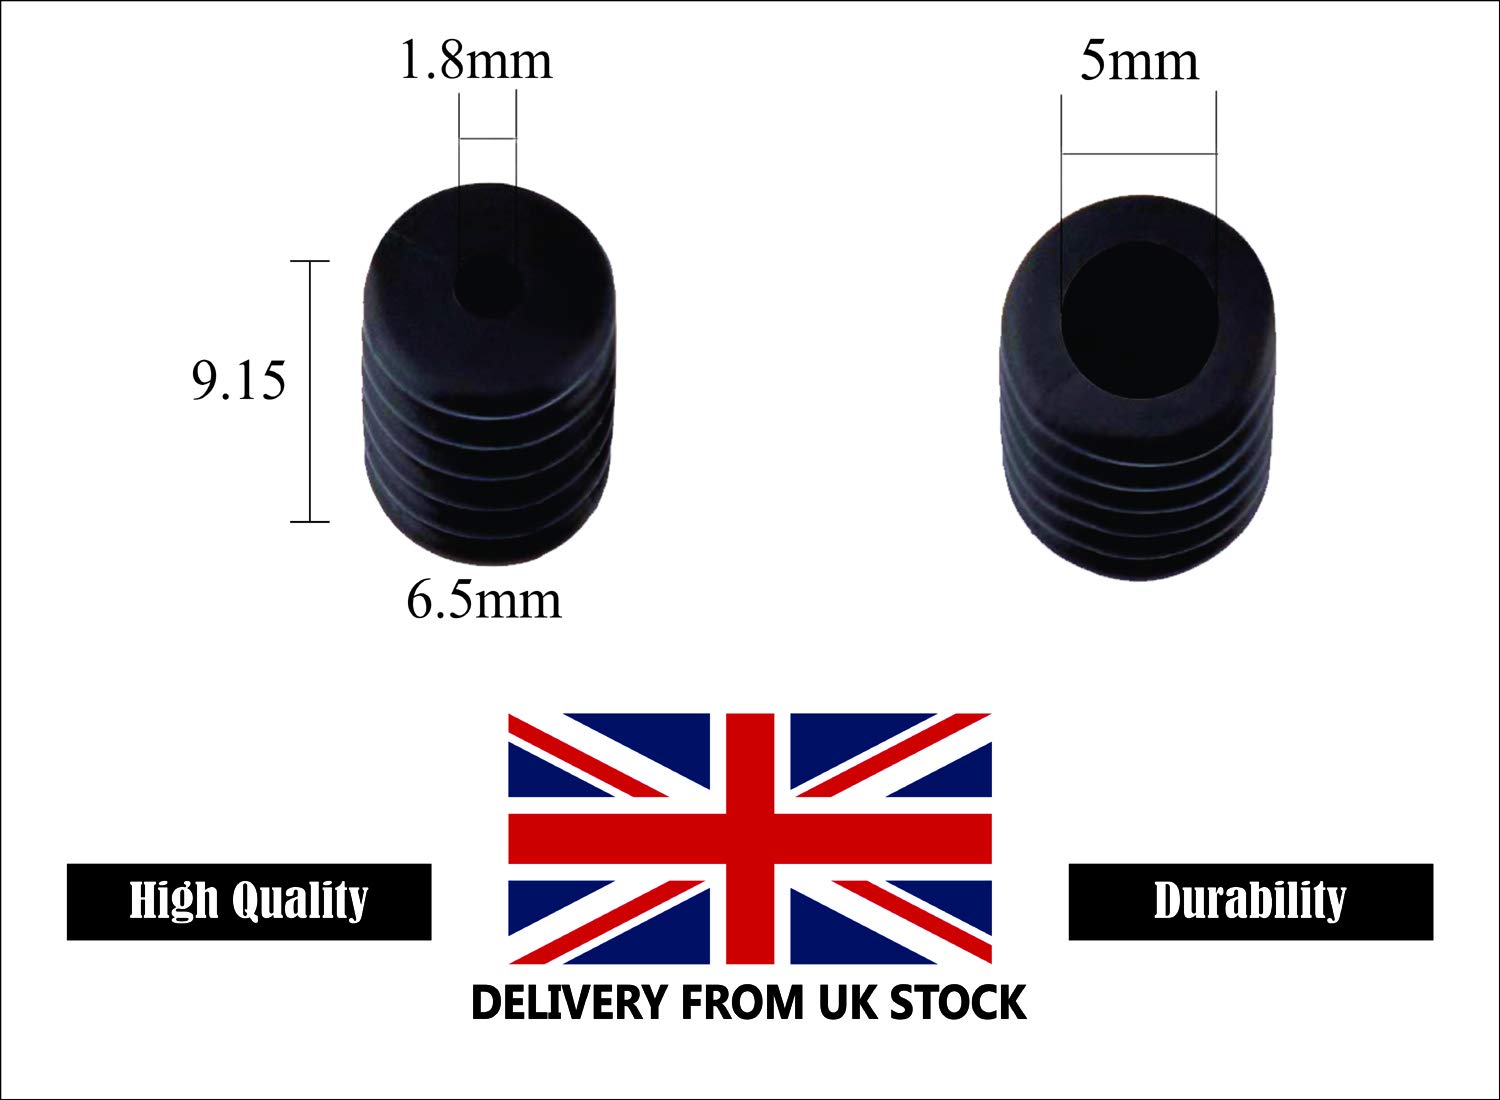 1.8mm
5mm
9.15
6.5mm
High Quality
Durability
DELIVERY FROM UK STOCK